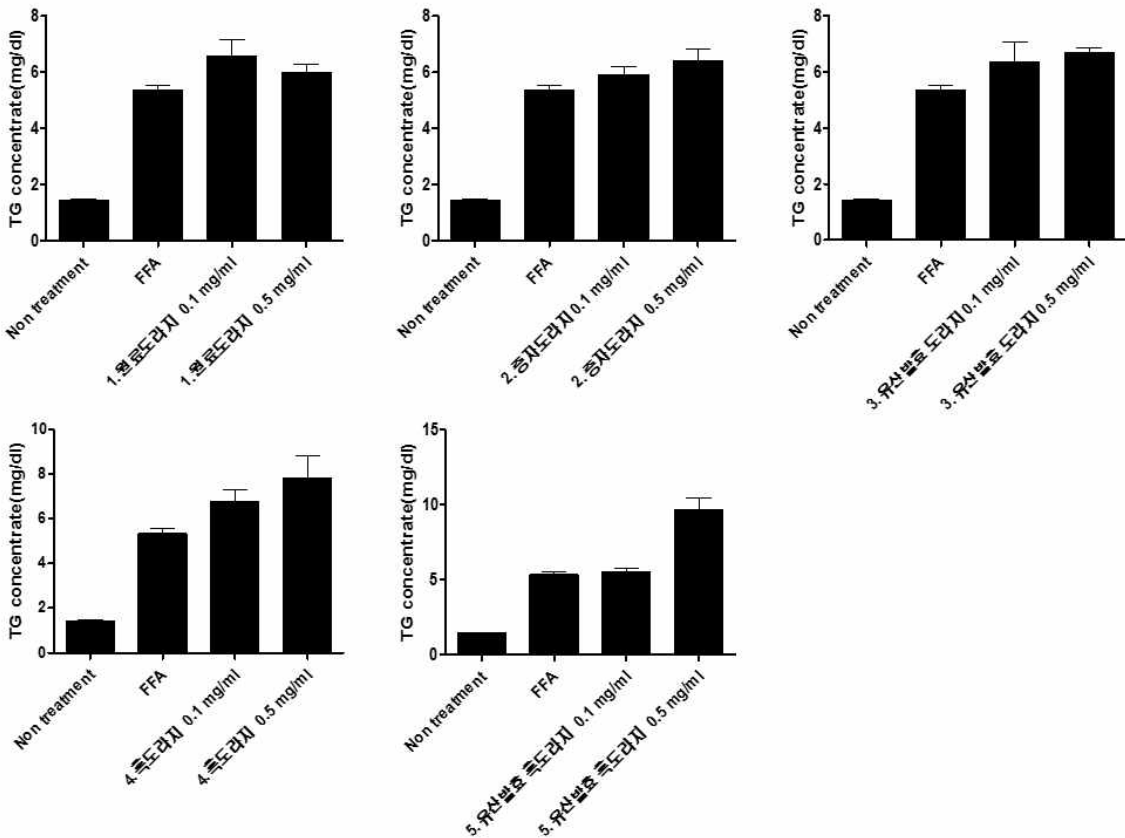 TG concentrate(mg/dl)
8
6
4
2
0
Non treatment
FFA
1.원료도라지 0.1 mg/ml
1.원료도라지 0.5 mg/ml
TG concentrate(mg/dl)
8
6
4
2
0
Non treatment
FFA
2. 증자도라지 0.1 mg/ml
2. 증자도라지 0.5 mg/ml
TG concentrate(mg/dl)
8
6
4
2
0
Non treatment
FFA
3. 유산발효 도라지 0.1 mg/ml
3. 유산발효 도라지 0.5 mg/ml
TG concentrate(mg/dl)
10
8
6
4
2
0
Non treatment
FFA
4.흑도라지 0.1 mg/ml
4.흑도라지 0.5 mg/ml
TG concentrate(mg/dl)
15
10
5
0
Non treatment
FFA
5. 유산발효 흑도라지 0.1 mg/ml
5. 유산발효 흑도라지 0.5 mg/ml